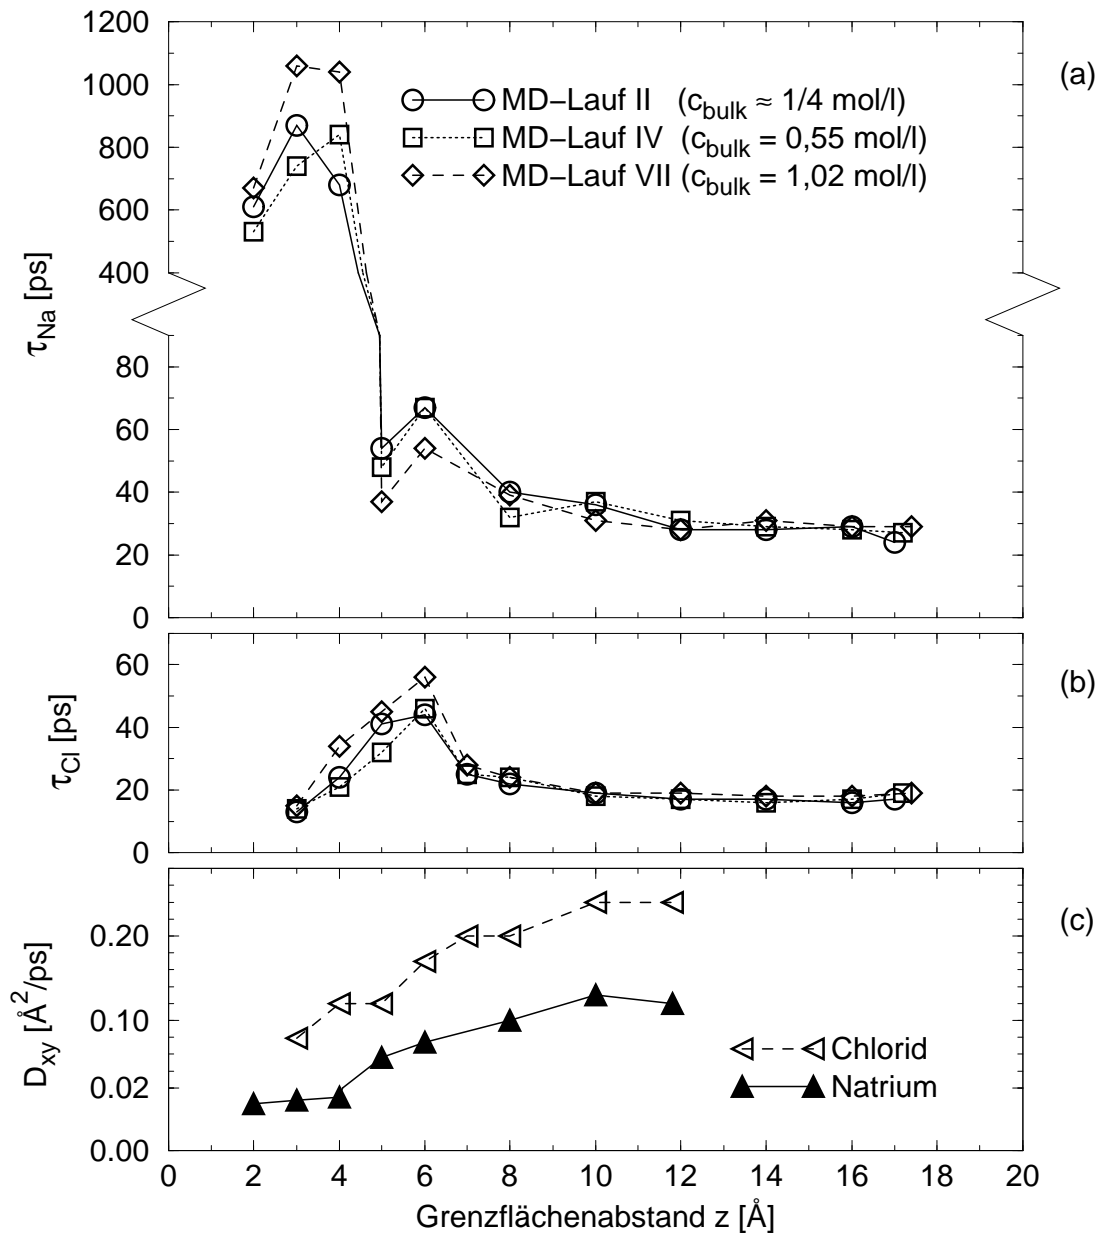 1200
1000
800
600
400
80
60
40
20
0
τNa [ps]
(a)
MD−Lauf II (cbulk ≈ 1/4 mol/l)
MD−Lauf IV (cbulk = 0,55 mol/l)
MD−Lauf VII (cbulk = 1,02 mol/l)
60
40
20
0
τCl [ps]
(b)
0.20
0.10
0.02
0.00
Dxy [Å2/ps]
(c)
Chlorid
Natrium
0 2 4 6 8 10 12 14 16 18 20
Grenzflächenabstand z [Å]